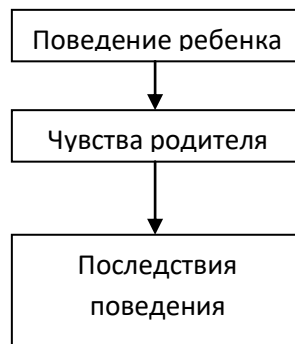 Поведение ребенка
Чувства родителя
Последствия
поведения